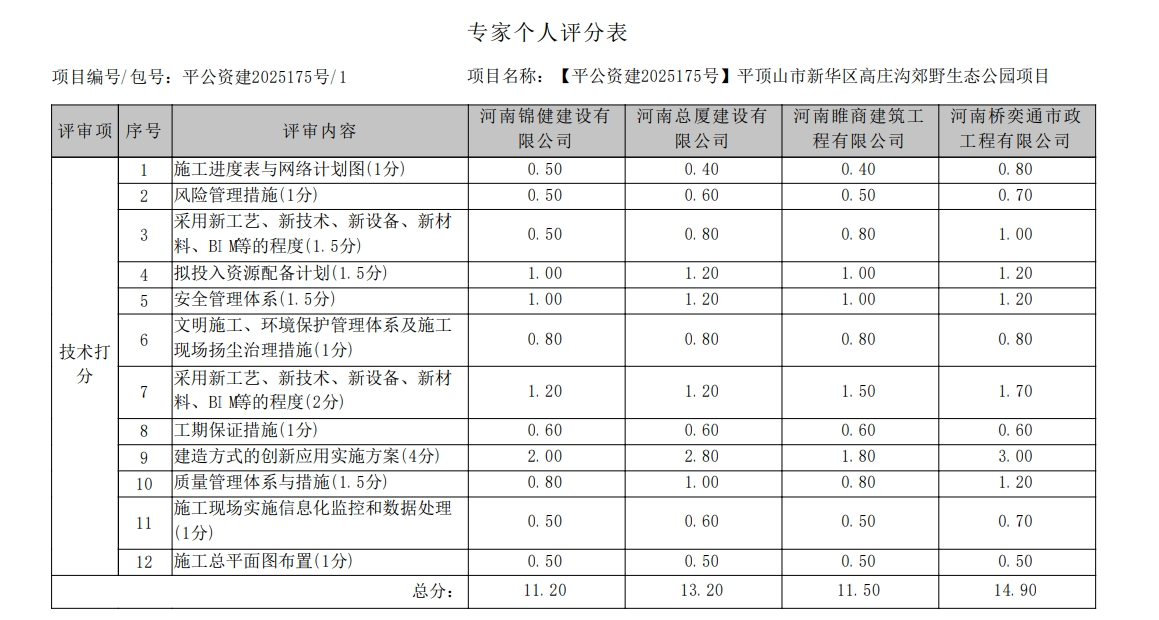 专家个人评分表
项目编号/包号：平公资建2025175号/1
项目名称：【平公资建2025175号】平顶山市新华区高庄沟郊野生态公园项目
评审项 序号 评审内容 河南锦健建设有限公司 河南总厦建设有限公司 河南睢商建筑工程有限公司 河南桥奕通市政工程有限公司
技术打分
1 施工进度表与网络计划图(1分) 0.50 0.40 0.40 0.80
2 风险管理措施(1分) 0.50 0.60 0.50 0.70
3 采用新工艺、新技术、新设备、新材料、BIM等的程度(1.5分) 0.50 0.80 0.80 1.00
4 拟投入资源配备计划(1.5分) 1.00 1.20 1.00 1.20
5 安全管理体系(1.5分) 1.00 1.20 1.00 1.20
6 文明施工、环境保护管理体系及施工现场扬尘治理措施(1分) 0.80 0.80 0.80 0.80
7 采用新工艺、新技术、新设备、新材料、BIM等的程度(2分) 1.20 1.20 1.50 1.70
8 工期保证措施(1分) 0.60 0.60 0.60 0.60
9 建造方式的创新应用实施方案(4分) 2.00 2.80 1.80 3.00
10 质量管理体系与措施(1.5分) 0.80 1.00 0.80 1.20
11 施工现场实施信息化监控和数据处理(1分) 0.50 0.60 0.50 0.70
12 施工总平面图布置(1分) 0.50 0.50 0.50 0.50
总分： 11.20 13.20 11.50 14.90